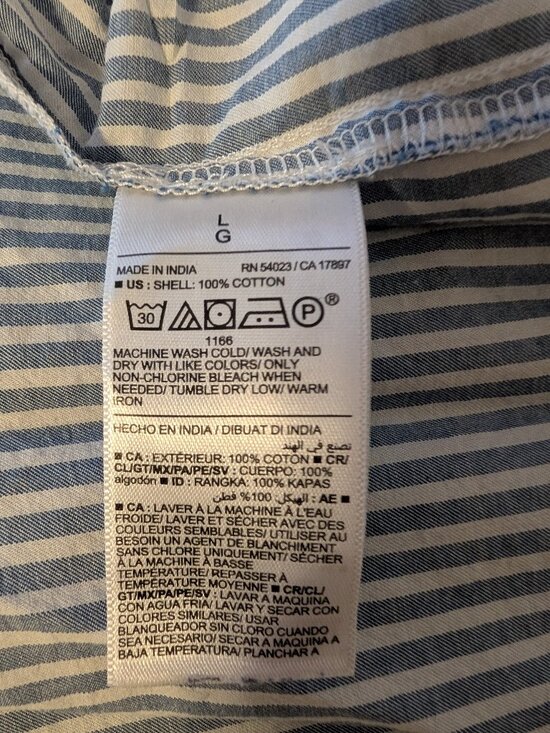 L
G
MADE IN INDIA RN 54023 / CA 17897
■ US : SHELL: 100% COTTON
30 P®
1166
MACHINE WASH COLD/ WASH AND
DRY WITH LIKE COLORS/ ONLY
NON-CHLORINE BLEACH WHEN
NEEDED/ TUMBLE DRY LOW/ WARM
IRON
HECHO EN INDIA / DIBUAT DI INDIA
تصنع في الهند
■ CA : EXTÉRIEUR: 100% COTON ■ CR/
CL/GT/MX/PA/PE/SV : CUERPO: 100%
algodón ■ ID : RANGKA: 100% KAPAS
■ AE : الهيكل: 100% قطن
■ CA : LAVER À LA MACHINE À L'EAU
FROIDE/ LAVER ET SÉCHER AVEC DES
COULEURS SEMBLABLES/ UTILISER AU
BESOIN UN AGENT DE BLANCHIMENT
SANS CHLORE UNIQUEMENT/ SÉCHER
À LA MACHINE À BASSE
TEMPÉRATURE/ REPASSER À
TEMPÉRATURE MOYENNE ■ CR/CL/
GT/MX/PA/PE/SV : LAVAR A MAQUINA
CON AGUA FRIA/ LAVAR Y SECAR CON
COLORES SIMILARES/ USAR
BLANQUEADOR SIN CLORO CUANDO
SEA NECESARIO/ SECAR A MAQUINA A
BAJA TEMPERATURA/ PLANCHAR A